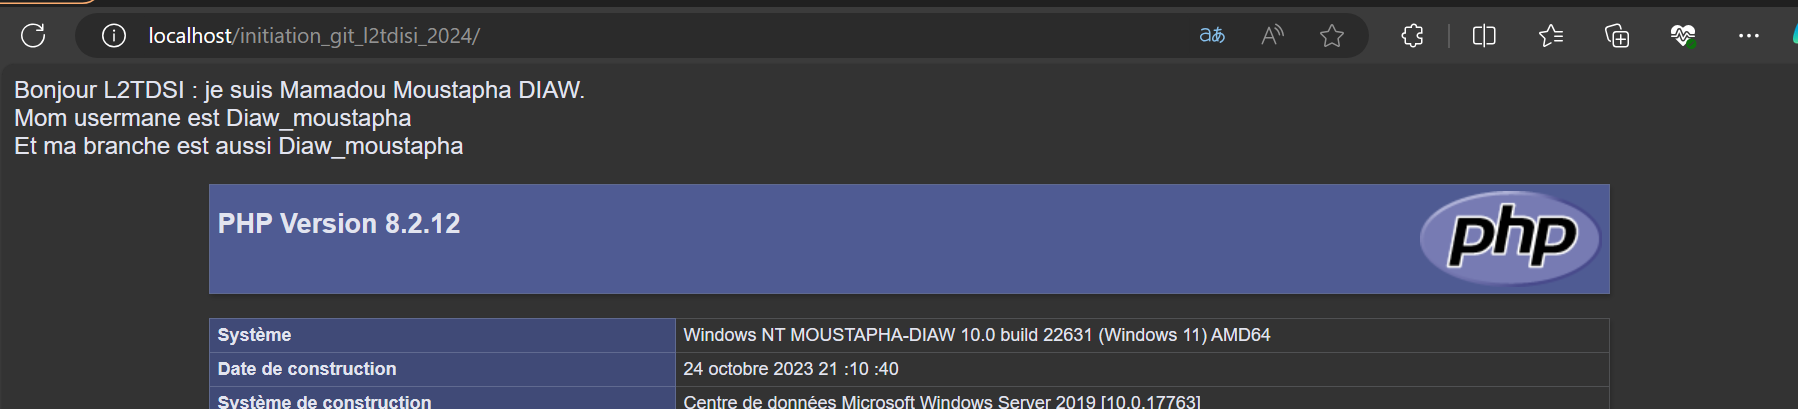 localhost/initiation_git_l2tdisi_2024/
Bonjour L2TDSI : je suis Mamadou Moustapha DIAW.
Mom usermane est Diaw_moustapha
Et ma branche est aussi Diaw_moustapha
PHP Version 8.2.12
php
Système Windows NT MOUSTAPHA-DIAW 10.0 build 22631 (Windows 11) AMD64
Date de construction 24 octobre 2023 21 :10 :40
Système de construction Centre de données Microsoft Windows Server 2019 [10.0.17763]